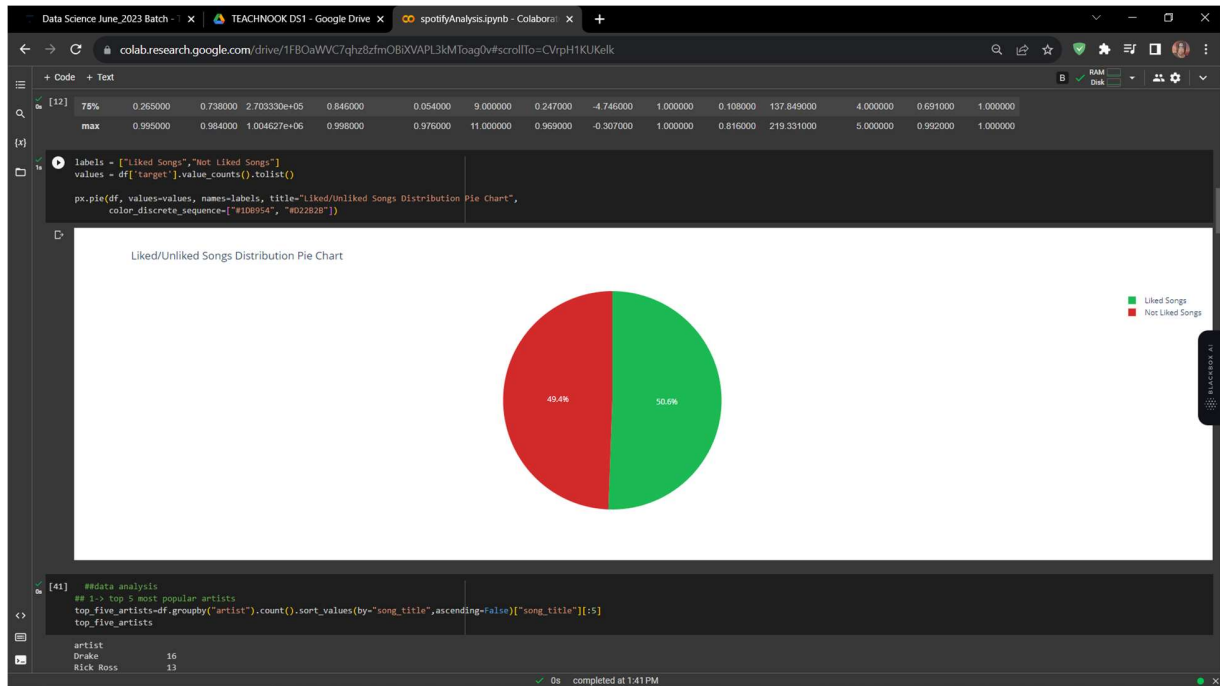 Data Science June_2023 Batch - T
TEACHNOOK DS1 - Google Drive
spotifyAnalysis.ipynb - Colaborat
colab.research.google.com/drive/1FBOaWVC7qhz8zfmOBiXVAPL3kMToag0v#scrollTo=CVrpH1KUKelk
+ Code + Text
B RAM
Disk
0s [12] 75% 0.265000 0.738000 2.703330e+05 0.846000 0.054000 9.000000 0.247000 -4.746000 1.000000 0.108000 137.849000 4.000000 0.691000 1.000000
max 0.995000 0.984000 1.004627e+06 0.998000 0.976000 11.000000 0.969000 -0.307000 1.000000 0.816000 219.331000 5.000000 0.992000 1.000000
{x}
1s
labels = ["Liked Songs","Not Liked Songs"]
values = df['target'].value_counts().tolist()
px.pie(df, values=values, names=labels, title="Liked/Unliked Songs Distribution Pie Chart",
color_discrete_sequence=["#1DB954", "#D22B2B"])
Liked/Unliked Songs Distribution Pie Chart
Liked Songs
Not Liked Songs
49.4%
50.6%
BLACKBOX AI
0s [41] ##data analysis
## 1-> top 5 most popular artists
top_five_artists=df.groupby("artist").count().sort_values(by="song_title",ascending=False)["song_title"][:5]
top_five_artists
artist
Drake 16
Rick Ross 13
0s completed at 1:41 PM